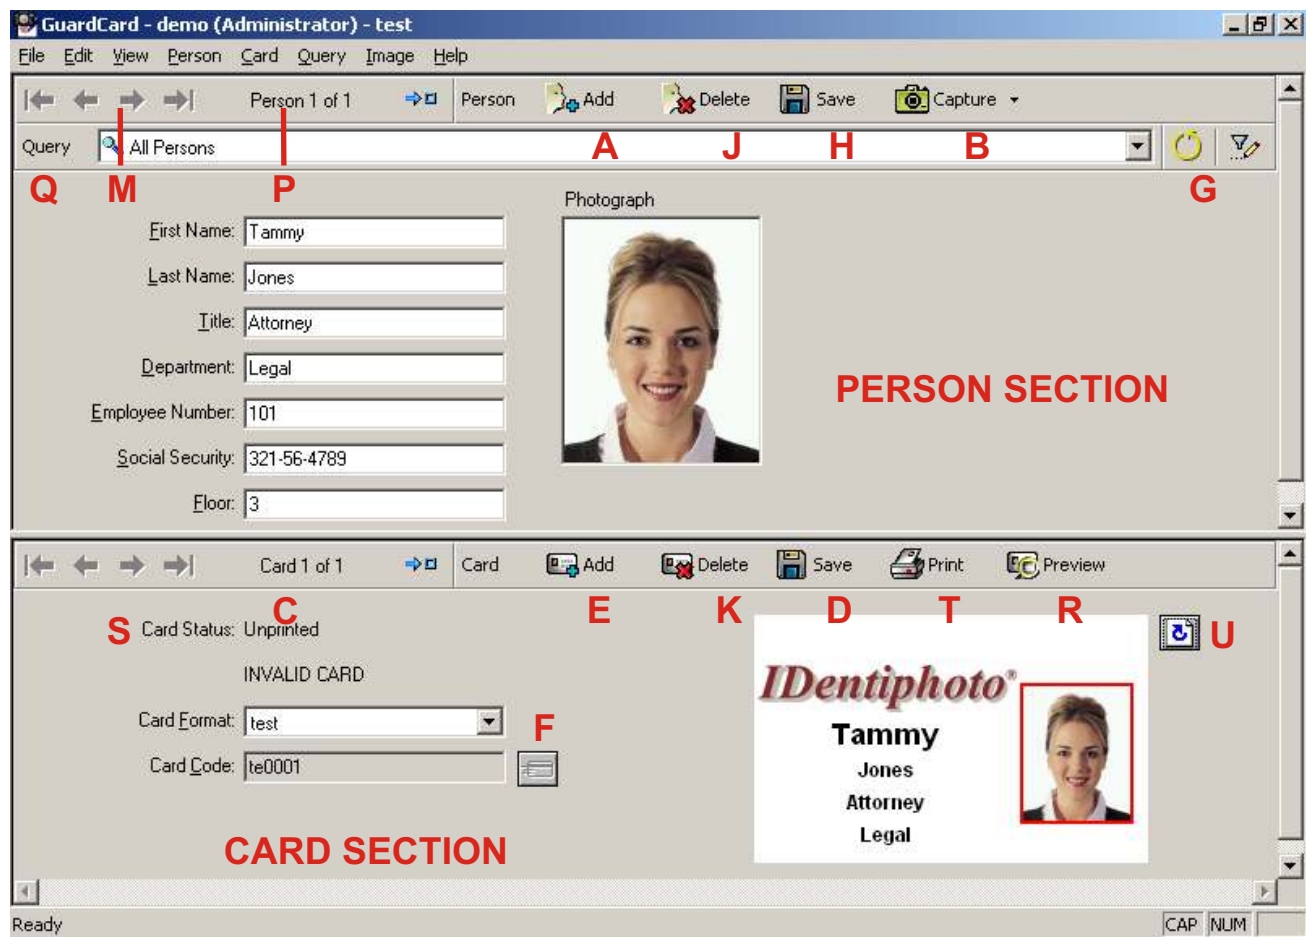 GuardCard - demo (Administrator) - test
File Edit View Person Card Query Image Help
Person 1 of 1 Person Add Delete Save Capture
Query All Persons A J H B
Q M P G
Photograph
First Name: Tammy
Last Name: Jones
Title: Attorney
Department: Legal
PERSON SECTION
Employee Number: 101
Social Security: 321-56-4789
Floor: 3
Card 1 of 1 Card Add Delete Save Print Preview
C E K D T R
S Card Status: Unprinted U
INVALID CARD
IDentiphoto®
Card Format: test F
Tammy
Card Code: te0001
Jones
Attorney
Legal
CARD SECTION
Ready CAP NUM